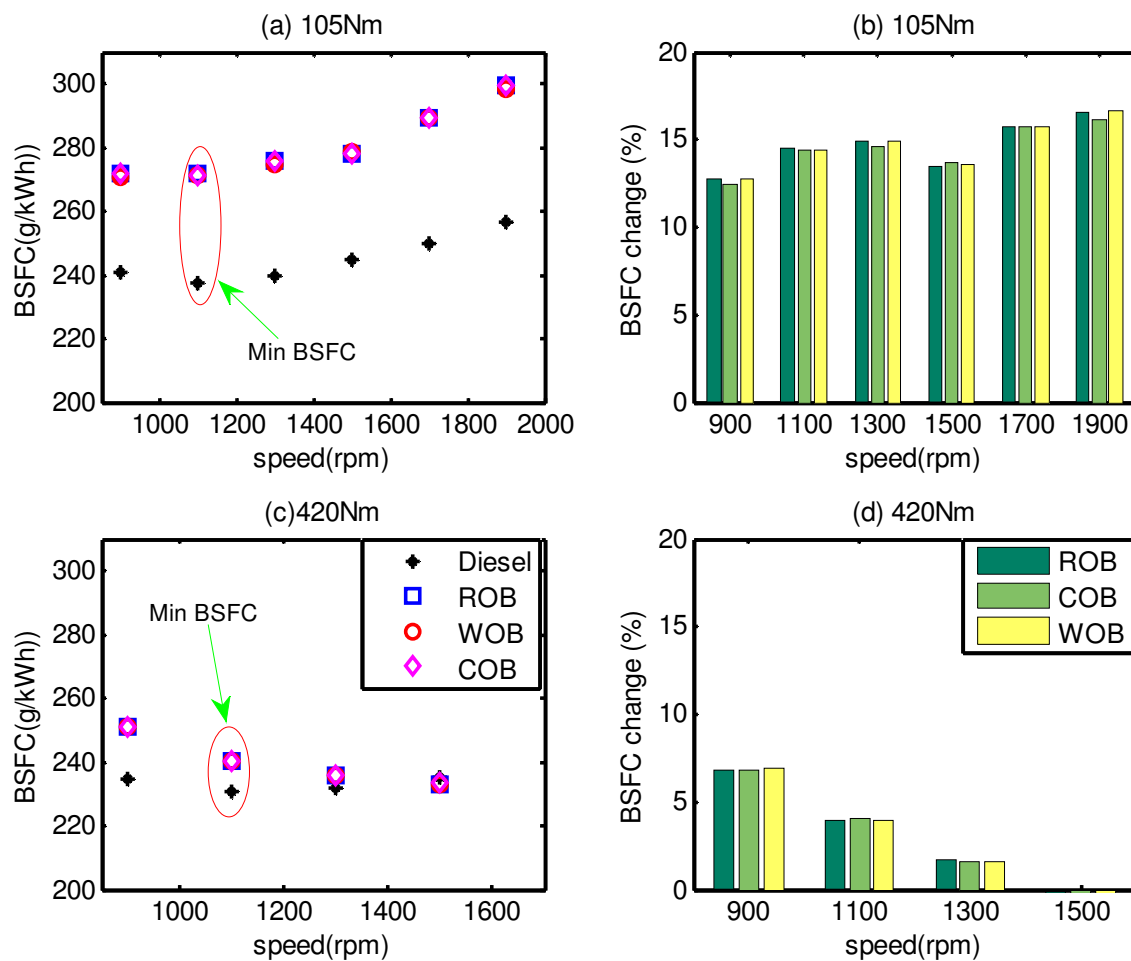 (a) 105Nm
BSFC(g/kWh))
300
280
260
240
220
200
Min BSFC
1000 1200 1400 1600 1800 2000
speed(rpm)
(b) 105Nm
BSFC change (%)
20
15
10
5
0
900 1100 1300 1500 1700 1900
speed(rpm)
(c)420Nm
BSFC(g/kWh))
300
280
260
240
220
200
Min BSFC
Diesel
ROB
WOB
COB
1000 1200 1400 1600
speed(rpm)
(d) 420Nm
BSFC change (%)
20
15
10
5
0
ROB
COB
WOB
900 1100 1300 1500
speed(rpm)